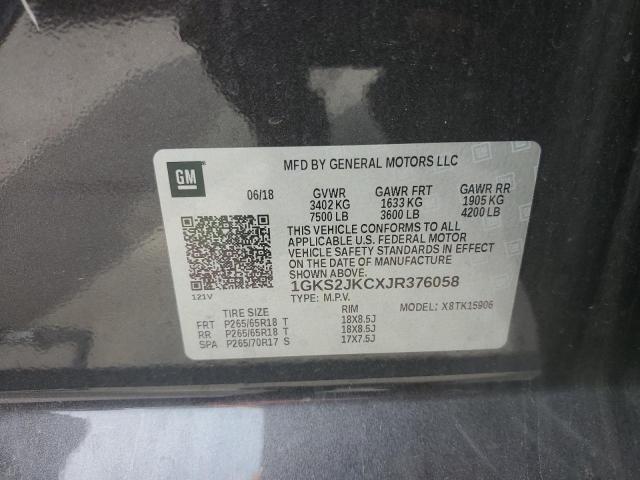 GM
MFD BY GENERAL MOTORS LLC
06/18 GVWR GAWR FRT GAWR RR
3402 KG 1633 KG 1905 KG
7500 LB 3600 LB 4200 LB
THIS VEHICLE CONFORMS TO ALL
APPLICABLE U.S. FEDERAL MOTOR
VEHICLE SAFETY STANDARDS IN EFFECT
ON THE DATE OF MANUFACTURE
SHOWN ABOVE.
121V
1GKS2JKCXJR376058
TYPE: M.P.V. MODEL: X8TK15906
TIRE SIZE RIM
FRT P265/65R18 T 18X8.5J
RR P265/65R18 T 18X8.5J
SPA P265/70R17 S 17X7.5J